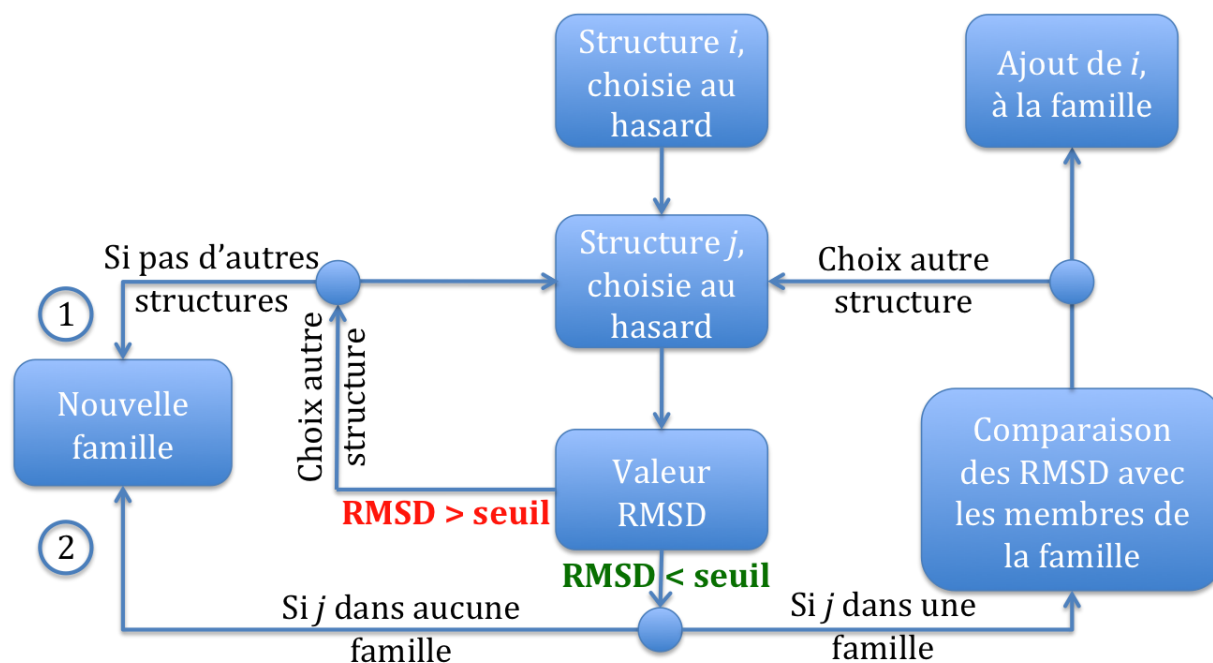 Structure i,
choisie au
hasard
Ajout de i,
à la famille
Structure j,
choisie au
hasard
Si pas d'autres
structures
Choix autre
structure
1
Choix autre
structure
Nouvelle
famille
Valeur
RMSD
Comparaison
des RMSD avec
les membres de
la famille
RMSD > seuil
2
RMSD < seuil
Si j dans aucune
famille
Si j dans une
famille